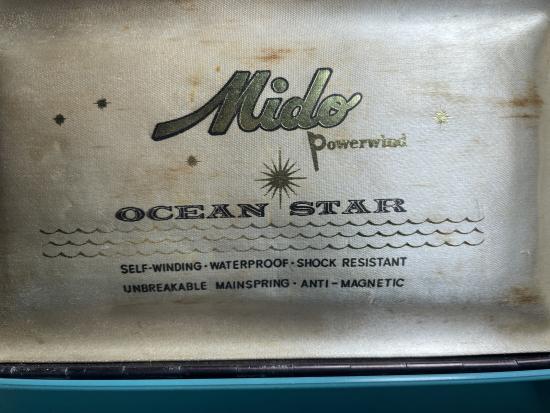 Mido
Powerwind
OCEAN STAR
SELF-WINDING · WATERPROOF · SHOCK RESISTANT
UNBREAKABLE MAINSPRING · ANTI-MAGNETIC